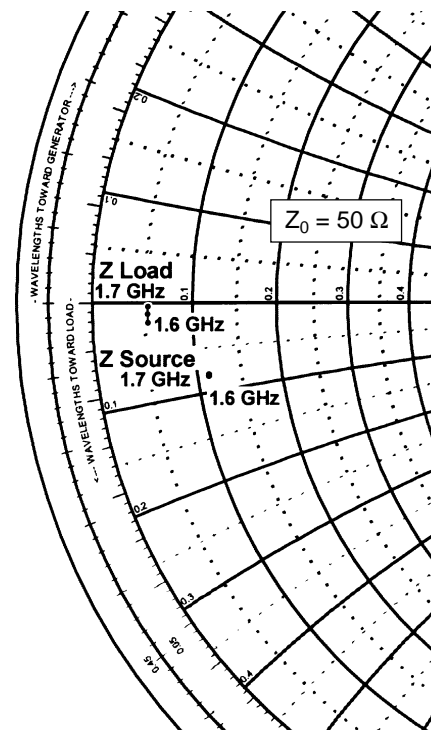 0.2
<--- WAVELENGTHS TOWARD GENERATOR --->
0.1
Z₀ = 50 Ω
Z Load
1.7 GHz
0.1
0.2
0.3
0.4
1.6 GHz
<--- WAVELENGTHS TOWARD LOAD -
Z Source
1.7 GHz
1.6 GHz
0.1
0.2
0.3
0.05
0.45
0.4